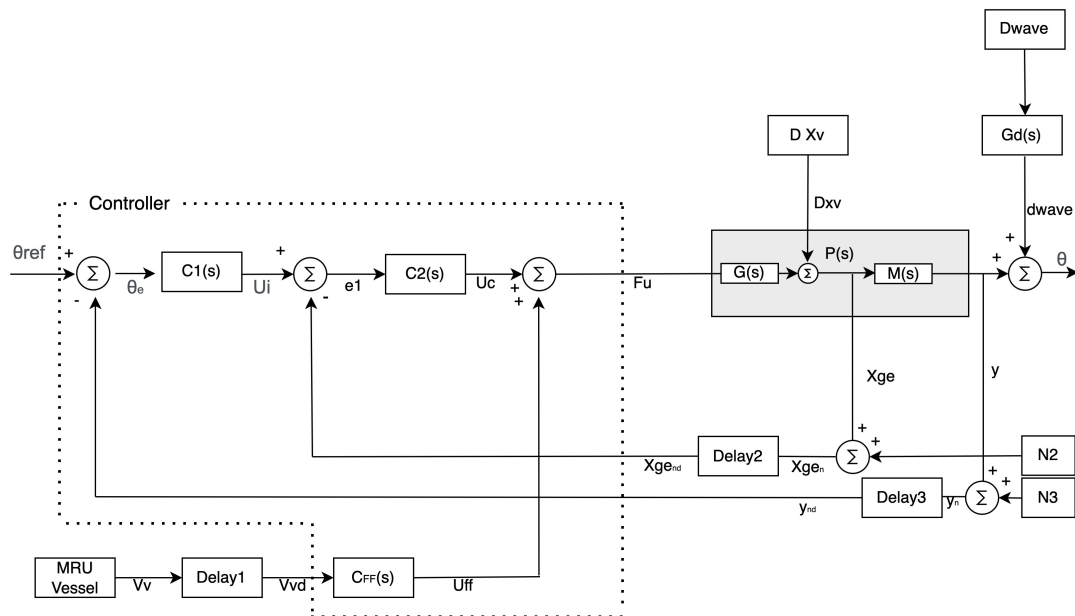 Dwave
D Xv
Gd(s)
Controller
Dxv
dwave
θref
+
Σ
-
θe
C1(s)
Ui
+
Σ
-
e1
C2(s)
Uc
+
+
Σ
Fu
P(s)
G(s)
Σ
M(s)
+
+
Σ
θ
Xge
y
+
+
Σ
Xgen
Delay2
Xgend
N2
+
+
Σ
yn
Delay3
ynd
N3
MRU
Vessel
Vv
Delay1
Vvd
CFF(s)
Uff